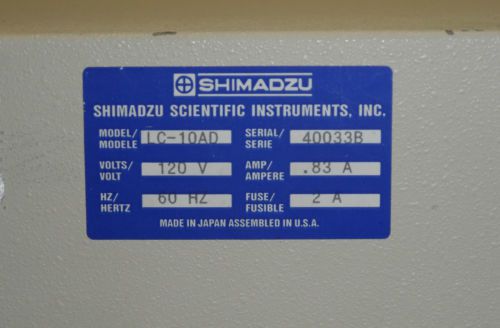 SHIMADZU
SHIMADZU SCIENTIFIC INSTRUMENTS, INC.
MODEL/ MODELE LC-10AD SERIAL/ SERIE 40033B
VOLTS/ VOLT 120 V AMP/ AMPERE .83 A
HZ/ HERTZ 60 HZ FUSE/ FUSIBLE 2 A
MADE IN JAPAN ASSEMBLED IN U.S.A.